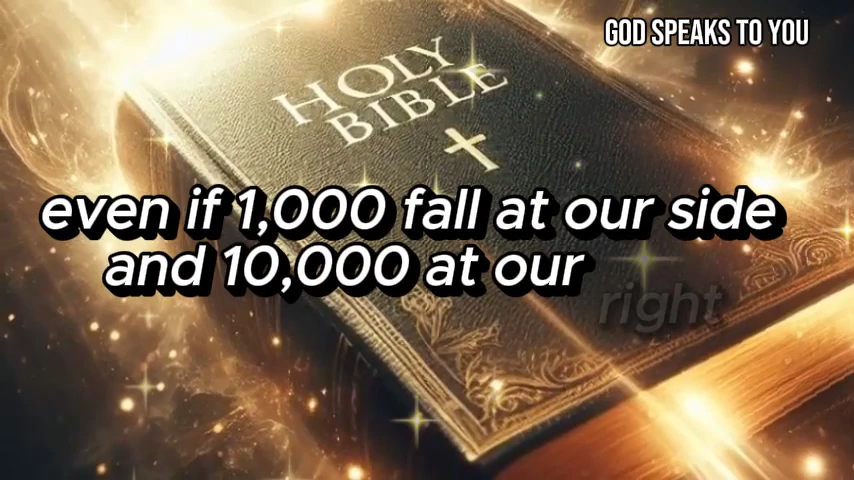 GOD SPEAKS TO YOU
HOLY
BIBLE
even if 1,000 fall at our side
and 10,000 at our right